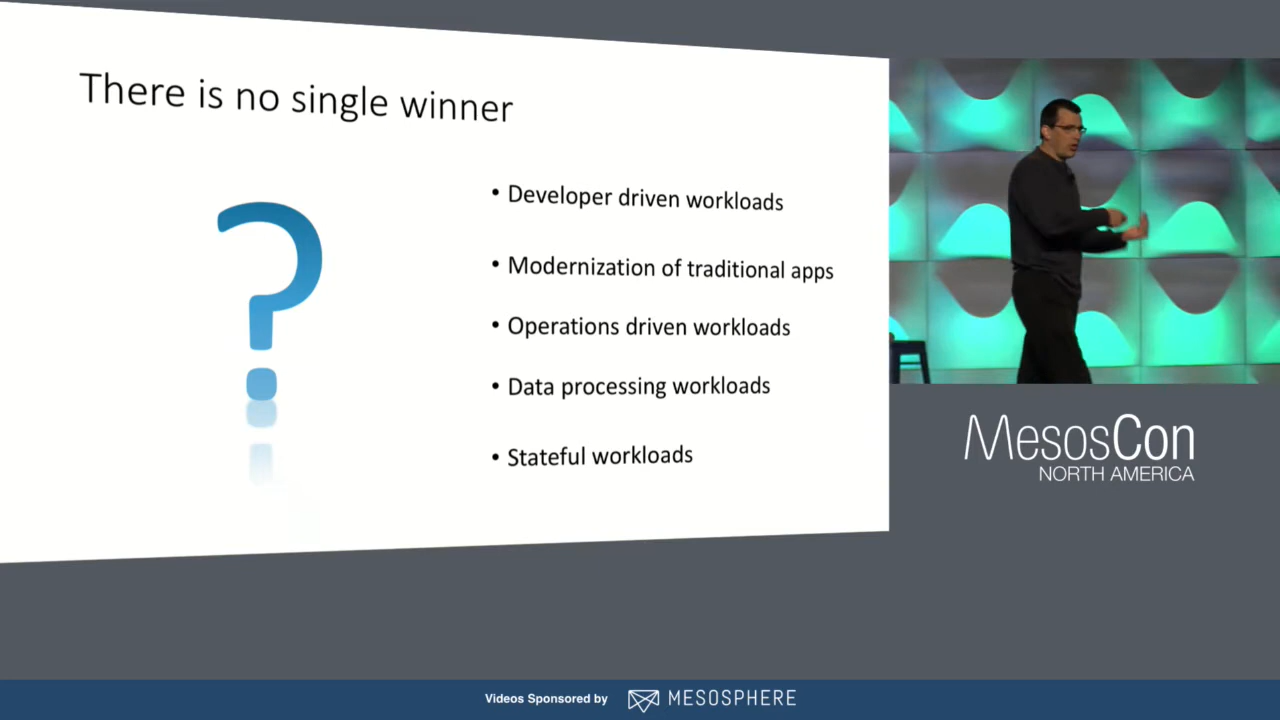 There is no single winner
?
• Developer driven workloads
• Modernization of traditional apps
• Operations driven workloads
• Data processing workloads
• Stateful workloads
MesosCon
NORTH AMERICA
Videos Sponsored by MESOSPHERE